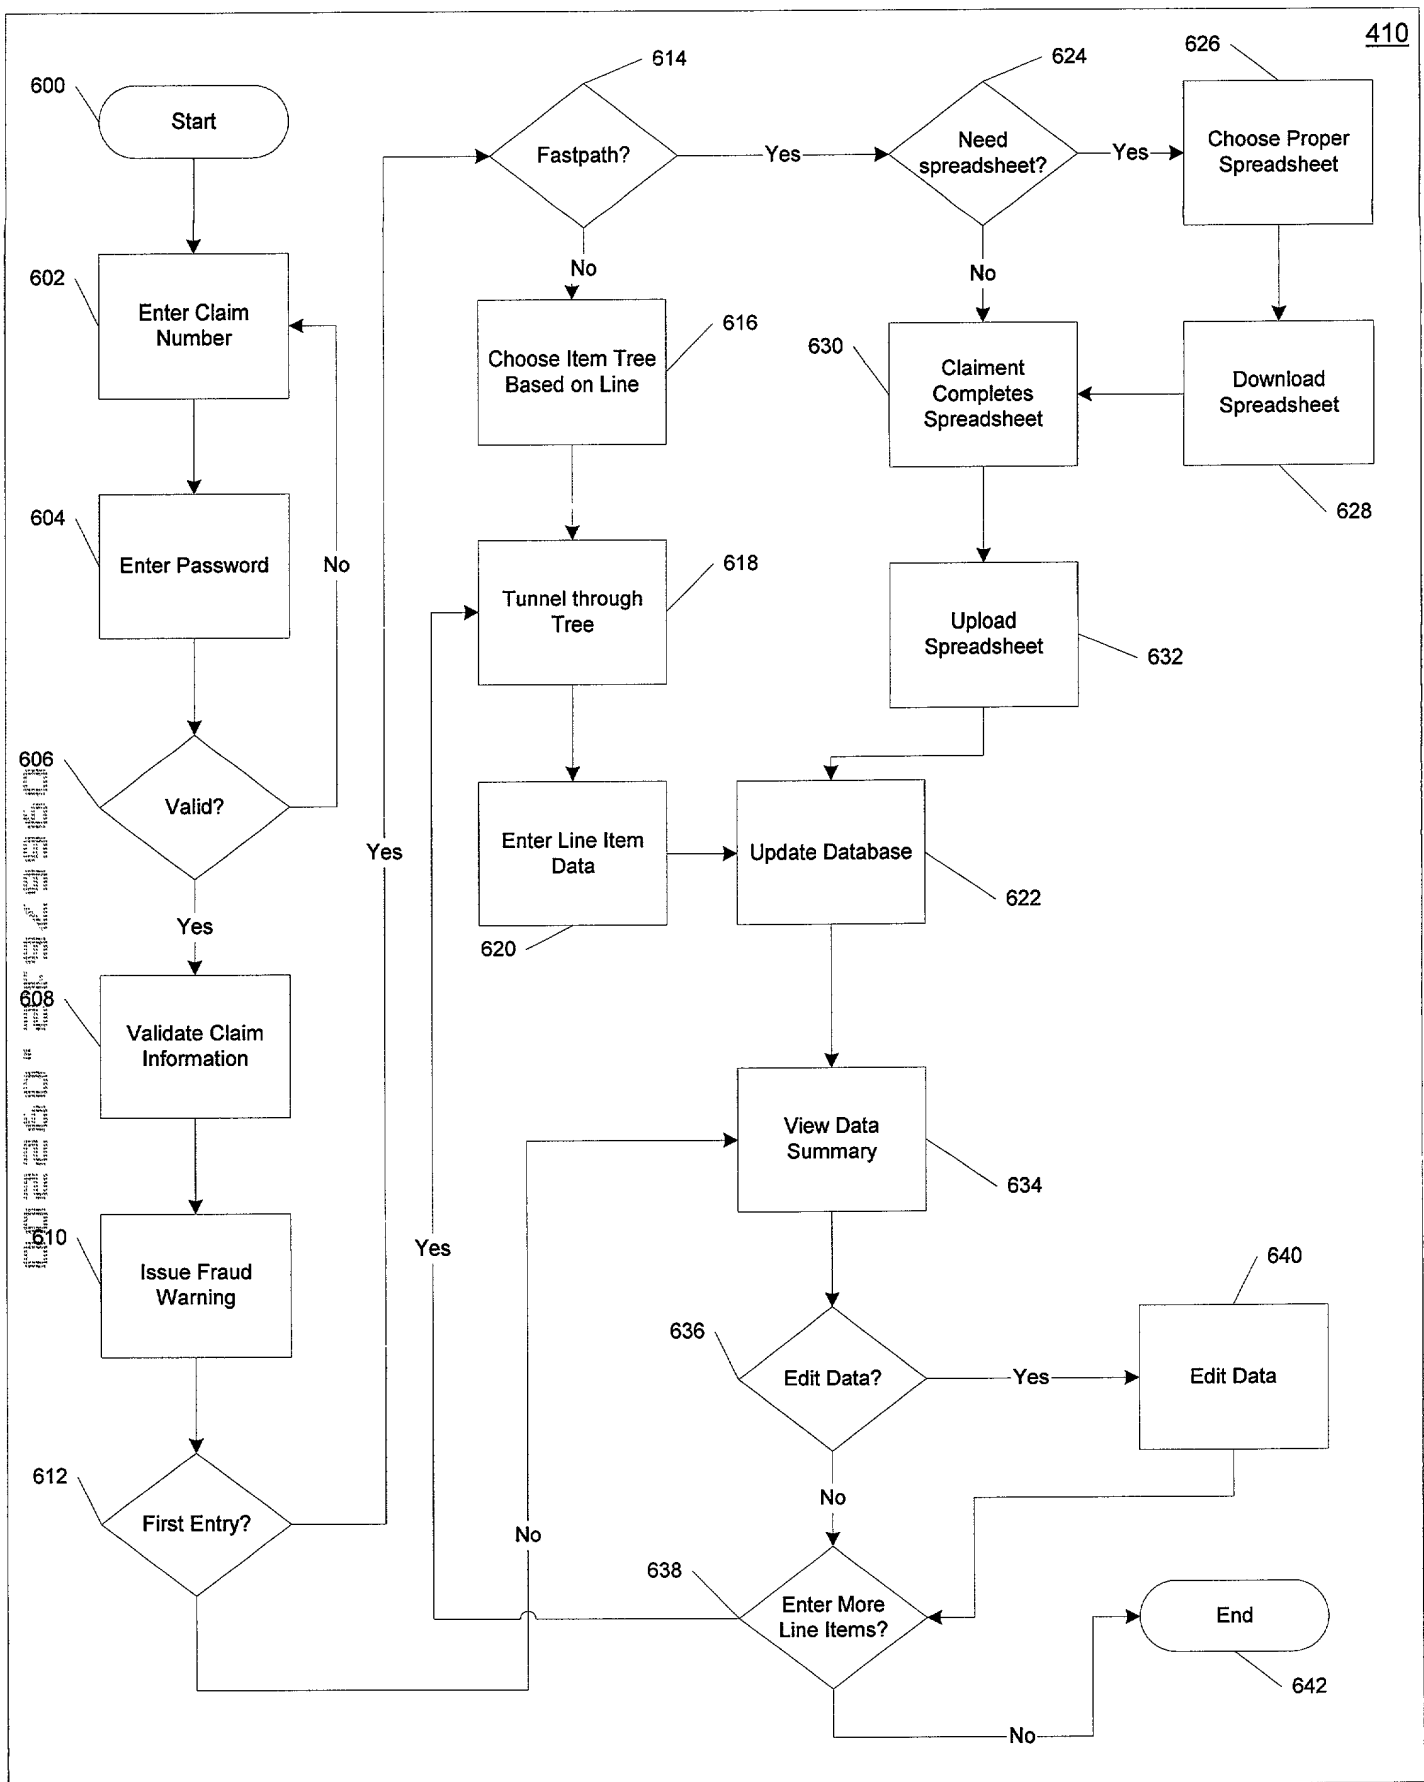 410
600
Start
602
Enter Claim
Number
604
Enter Password
No
606
Valid?
Yes
608
Validate Claim
Information
610
Issue Fraud
Warning
612
First Entry?
Yes
No
614
Fastpath?
Yes
No
616
Choose Item Tree
Based on Line
618
Tunnel through
Tree
620
Enter Line Item
Data
Yes
624
Need
spreadsheet?
Yes
No
626
Choose Proper
Spreadsheet
628
Download
Spreadsheet
630
Claiment
Completes
Spreadsheet
632
Upload
Spreadsheet
622
Update Database
634
View Data
Summary
636
Edit Data?
Yes
No
640
Edit Data
638
Enter More
Line Items?
No
End
642